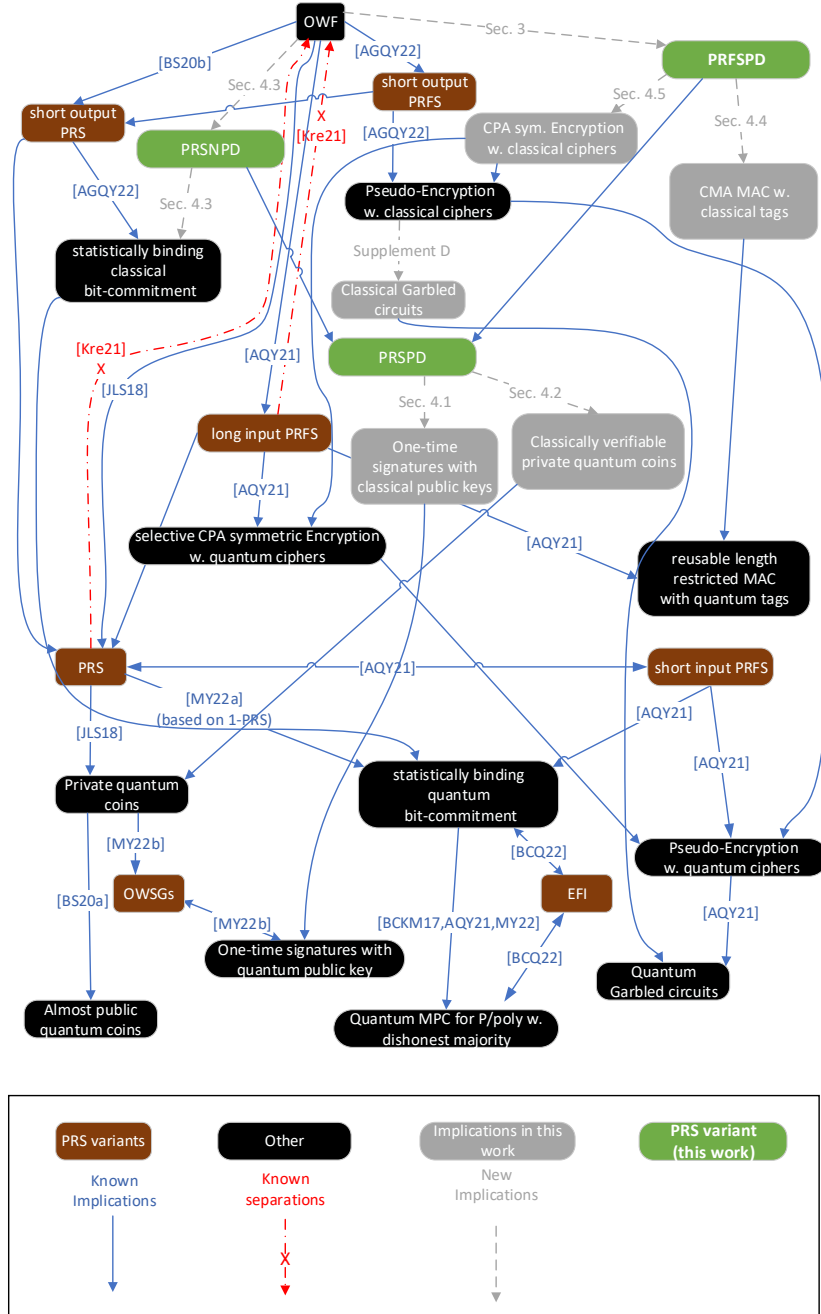 OWF
Sec. 3
[BS20b]
[AGQY22]
PRFSPD
Sec. 4.3
short output
PRFS
Sec. 4.5
short output
PRS
X
[Kre21]
[AGQY22]
CPA sym. Encryption
w. classical ciphers
Sec. 4.4
PRSNPD
[AGQY22]
Sec. 4.3
Pseudo-Encryption
w. classical ciphers
CMA MAC w.
classical tags
statistically binding
classical
bit-commitment
Supplement D
Classical Garbled
circuits
[Kre21]
X
[AQY21]
PRSPD
[JLS18]
Sec. 4.1
Sec. 4.2
long input PRFS
One-time
signatures with
classical public keys
Classically verifiable
private quantum coins
[AQY21]
selective CPA symmetric Encryption
w. quantum ciphers
[AQY21]
reusable length
restricted MAC
with quantum tags
PRS
[AQY21]
short input PRFS
[MY22a]
(based on 1-PRS)
[JLS18]
[AQY21]
[AQY21]
Private quantum
coins
statistically binding
quantum
bit-commitment
[MY22b]
[BCQ22]
Pseudo-Encryption
w. quantum ciphers
OWSGs
EFI
[BS20a]
[MY22b]
[BCKM17,AQY21,MY22]
[AQY21]
One-time signatures with
quantum public key
[BCQ22]
Quantum
Garbled circuits
Almost public
quantum coins
Quantum MPC for P/poly w.
dishonest majority
PRS variants
Other
Implications in this
work
PRS variant
(this work)
Known
Implications
Known
separations
New
Implications
X